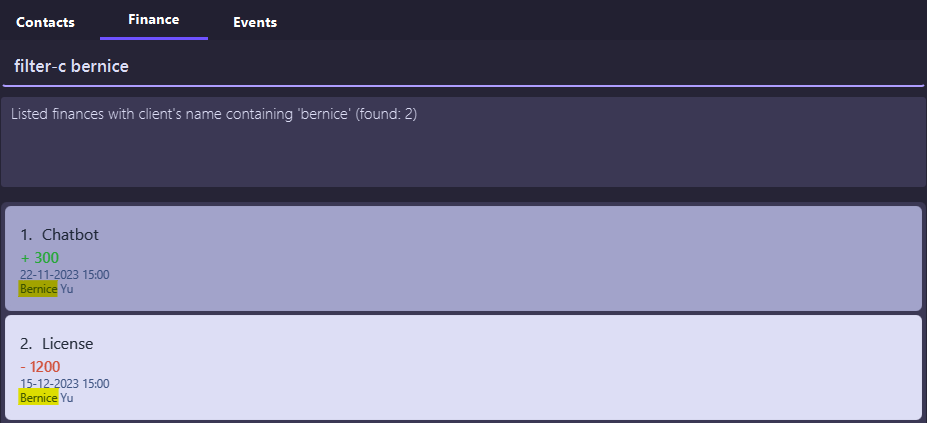 Contacts Finance Events
filter-c bernice
Listed finances with client's name containing 'bernice' (found: 2)
1. Chatbot
+ 300
22-11-2023 15:00
Bernice Yu
2. License
- 1200
15-12-2023 15:00
Bernice Yu